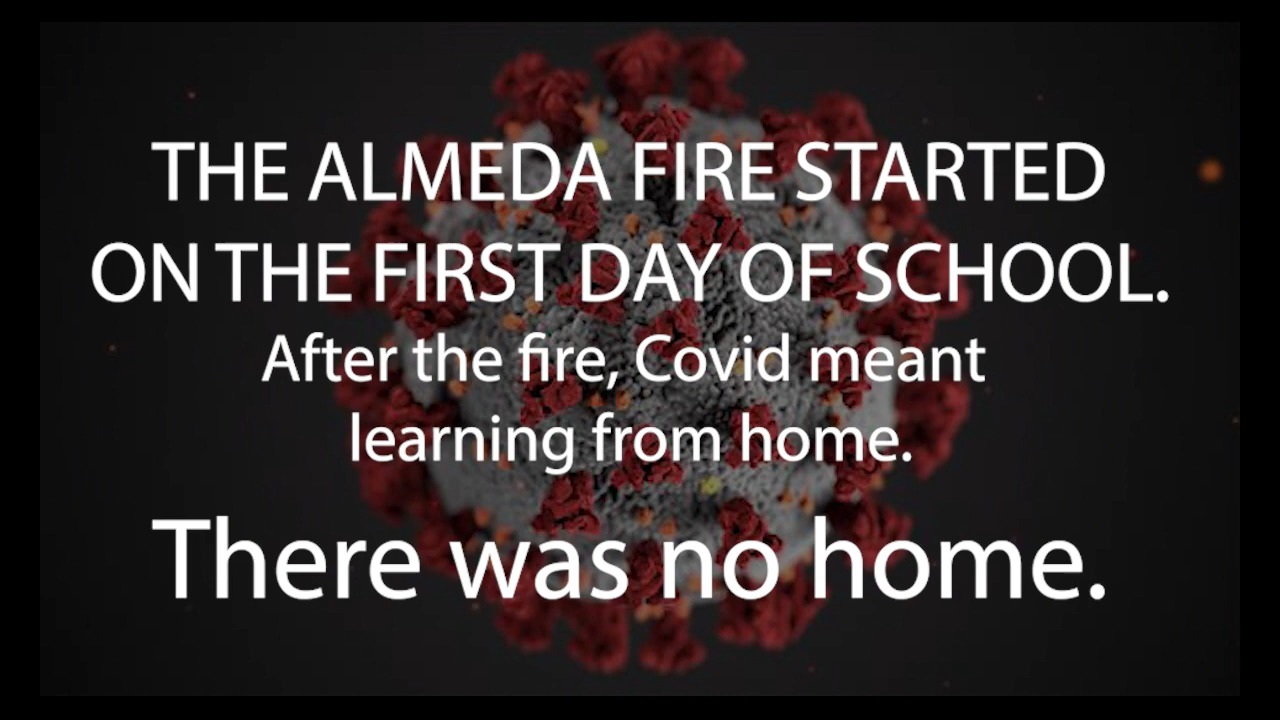 THE ALMEDA FIRE STARTED
ON THE FIRST DAY OF SCHOOL.
After the fire, Covid meant
learning from home.
There was no home.